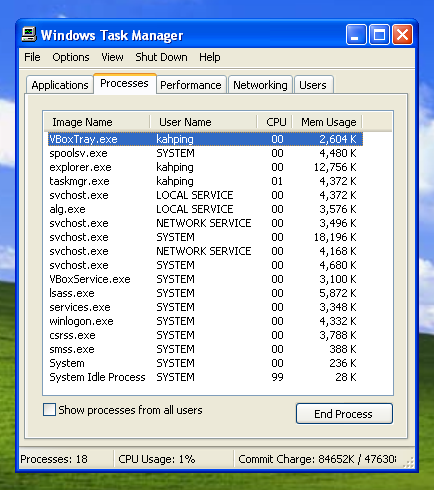 Windows Task Manager
File Options View Shut Down Help
Applications Processes Performance Networking Users
Image Name User Name CPU Mem Usage
VBoxTray.exe kahping 00 2,604 K
spoolsv.exe SYSTEM 00 4,480 K
explorer.exe kahping 00 12,756 K
taskmgr.exe kahping 01 4,372 K
svchost.exe LOCAL SERVICE 00 4,372 K
alg.exe LOCAL SERVICE 00 3,576 K
svchost.exe NETWORK SERVICE 00 3,496 K
svchost.exe SYSTEM 00 18,196 K
svchost.exe NETWORK SERVICE 00 4,168 K
svchost.exe SYSTEM 00 4,680 K
VBoxService.exe SYSTEM 00 3,100 K
lsass.exe SYSTEM 00 5,872 K
services.exe SYSTEM 00 3,348 K
winlogon.exe SYSTEM 00 4,332 K
csrss.exe SYSTEM 00 3,788 K
smss.exe SYSTEM 00 388 K
System SYSTEM 00 236 K
System Idle Process SYSTEM 99 28 K
Show processes from all users End Process
Processes: 18 CPU Usage: 1% Commit Charge: 84652K / 47630